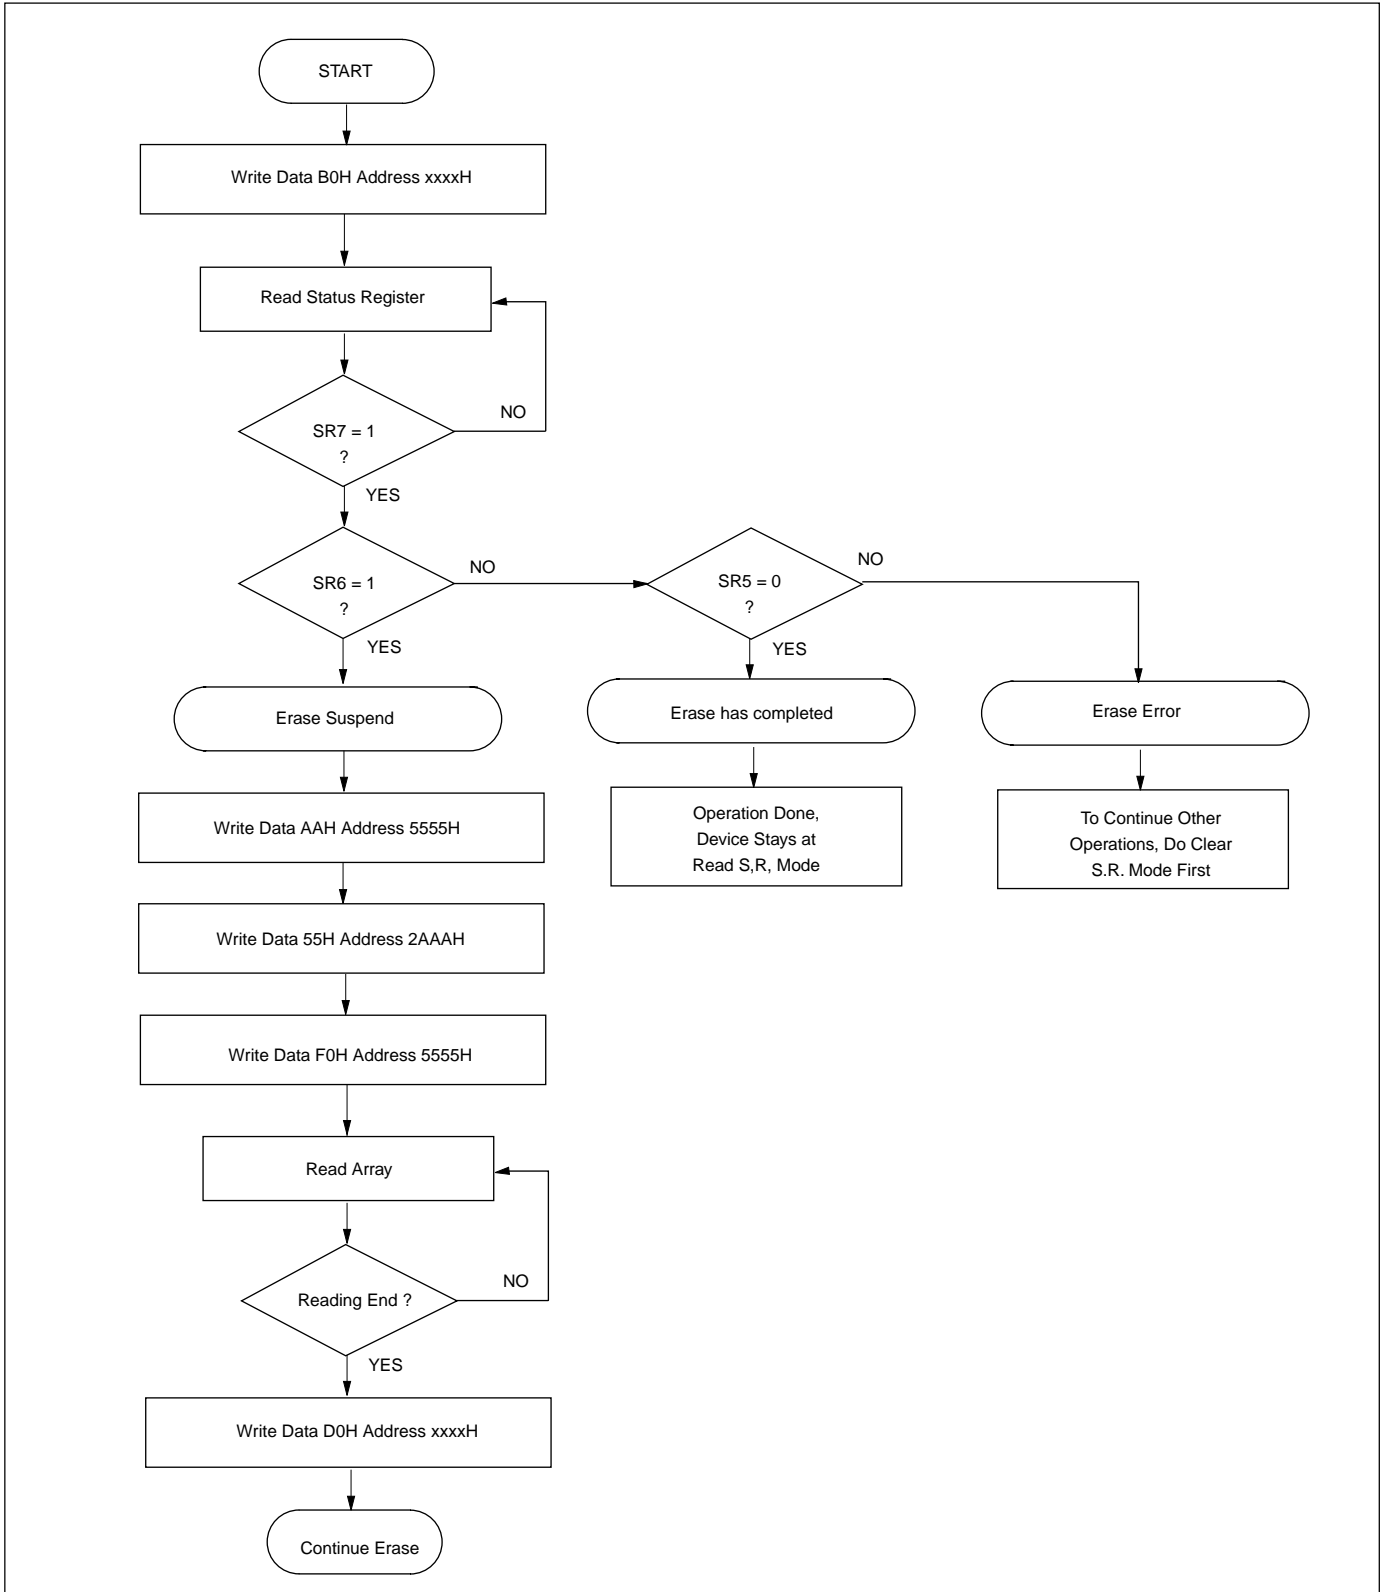 START
Write Data B0H Address xxxxH
Read Status Register
NO
SR7 = 1
?
YES
SR6 = 1
?
NO
SR5 = 0
?
NO
YES
YES
Erase Suspend
Erase has completed
Erase Error
Write Data AAH Address 5555H
Operation Done,
Device Stays at
Read S,R, Mode
To Continue Other
Operations, Do Clear
S.R. Mode First
Write Data 55H Address 2AAAH
Write Data F0H Address 5555H
Read Array
NO
Reading End ?
YES
Write Data D0H Address xxxxH
Continue Erase